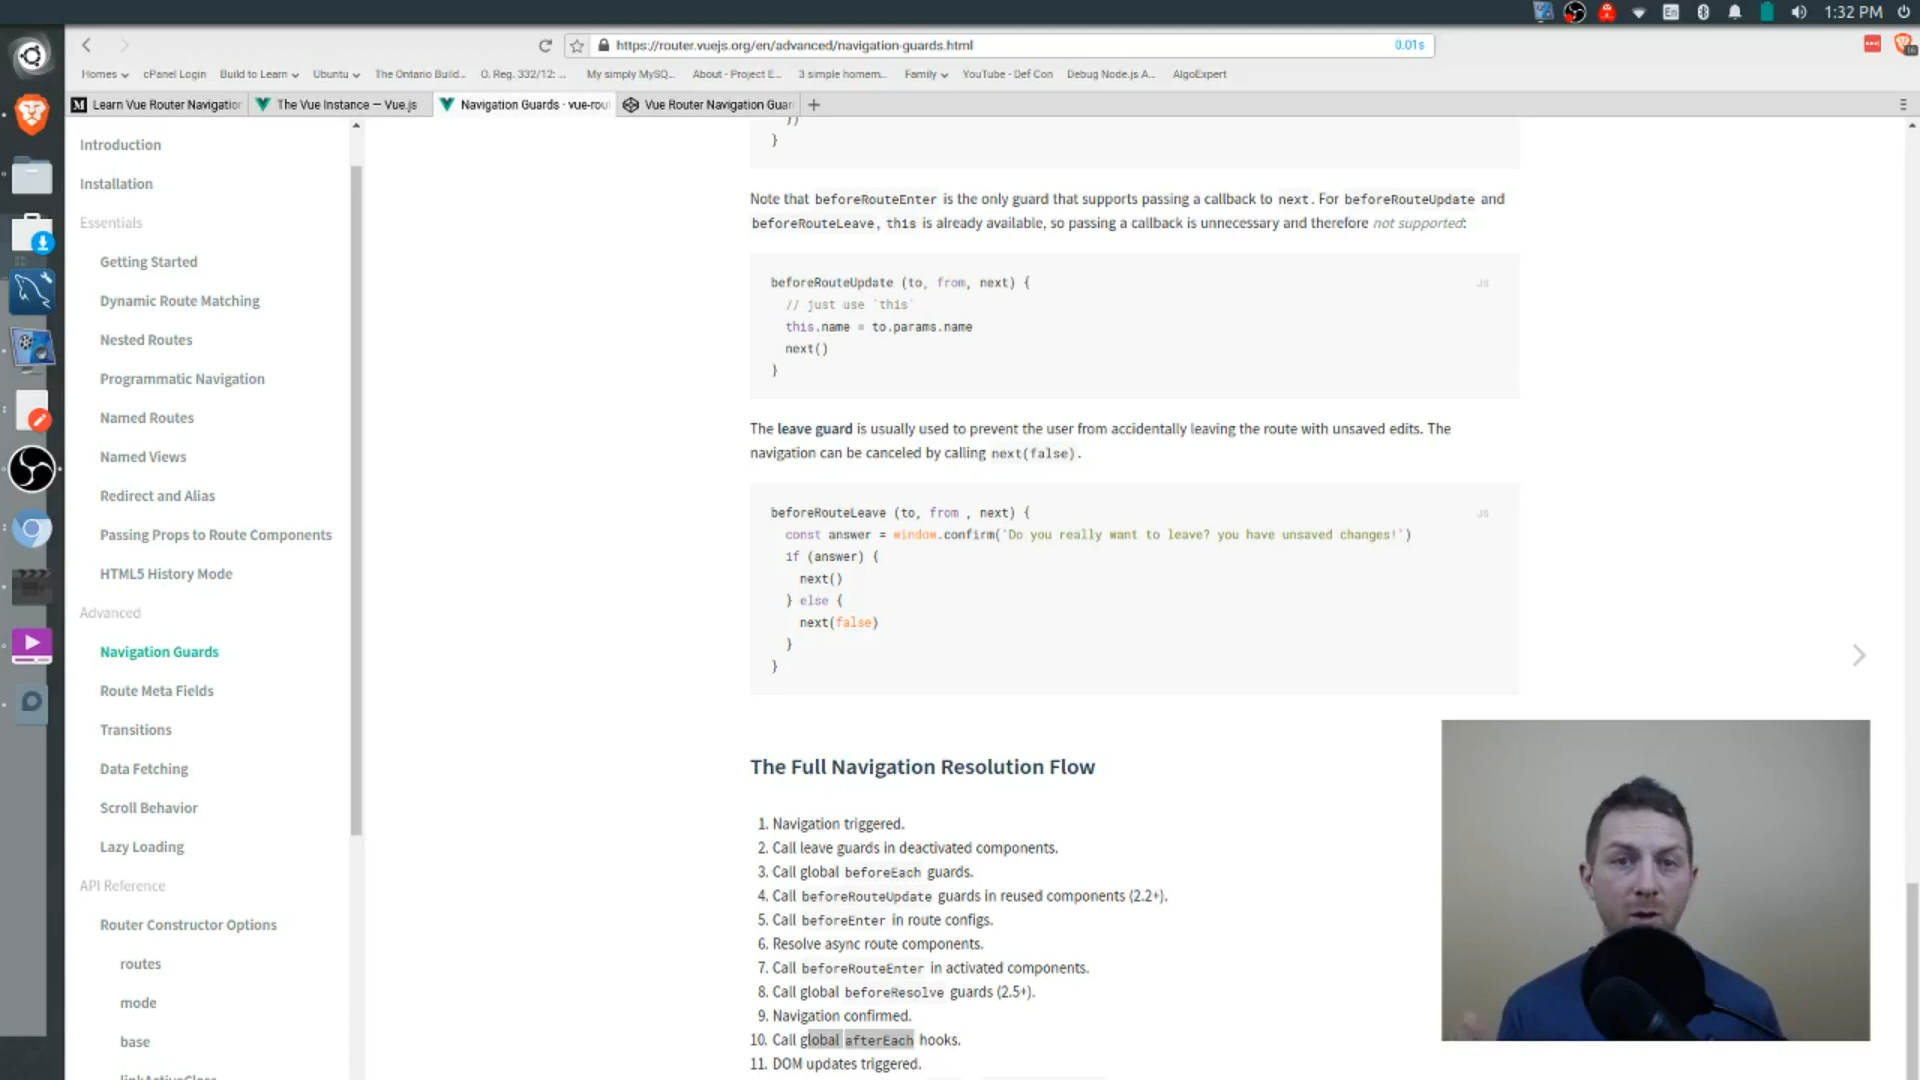 En
1:32 PM
https://router.vuejs.org/en/advanced/navigation-guards.html
0.01s
Homes
cPanel Login
Build to Learn
Ubuntu
The Ontario Build...
O. Reg. 332/12: ...
My simply MySQ...
About - Project E...
3 simple homem...
Family
YouTube - Def Con
Debug Node.js A...
AlgoExpert
Learn Vue Router Navigation
The Vue Instance — Vue.js
Navigation Guards · vue-rou
Vue Router Navigation Guar
Introduction
Installation
Essentials
Getting Started
Dynamic Route Matching
Nested Routes
Programmatic Navigation
Named Routes
Named Views
Redirect and Alias
Passing Props to Route Components
HTML5 History Mode
Advanced
Navigation Guards
Route Meta Fields
Transitions
Data Fetching
Scroll Behavior
Lazy Loading
API Reference
Router Constructor Options
routes
mode
base
linkActiveClass
})
}
Note that beforeRouteEnter is the only guard that supports passing a callback to next. For beforeRouteUpdate and
beforeRouteLeave, this is already available, so passing a callback is unnecessary and therefore not supported:
JS
beforeRouteUpdate (to, from, next) {
// just use `this`
this.name = to.params.name
next()
}
The leave guard is usually used to prevent the user from accidentally leaving the route with unsaved edits. The
navigation can be canceled by calling next(false).
JS
beforeRouteLeave (to, from , next) {
const answer = window.confirm('Do you really want to leave? you have unsaved changes!')
if (answer) {
next()
} else {
next(false)
}
}
The Full Navigation Resolution Flow
1. Navigation triggered.
2. Call leave guards in deactivated components.
3. Call global beforeEach guards.
4. Call beforeRouteUpdate guards in reused components (2.2+).
5. Call beforeEnter in route configs.
6. Resolve async route components.
7. Call beforeRouteEnter in activated components.
8. Call global beforeResolve guards (2.5+).
9. Navigation confirmed.
10. Call global afterEach hooks.
11. DOM updates triggered.